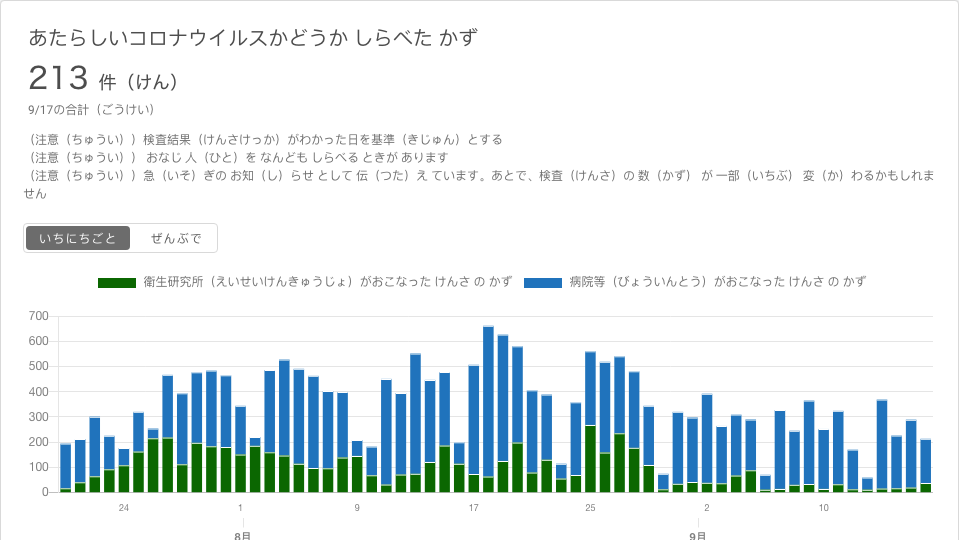 あたらしいコロナウイルスかどうか しらべた かず
213 件（けん）
9/17の合計（ごうけい）
（注意（ちゅうい））検査結果（けんさけっか）がわかった日を基準（きじゅん）とする
（注意（ちゅうい）） おなじ 人（ひと）を なんども しらべる ときが あります
（注意（ちゅうい））急（いそ）ぎの お知（し）らせ として 伝（つた）え ています。あとで、検査（けんさ）の 数（かず） が 一部（いちぶ） 変（か）わるかもしれま
せん
いちにちごと ぜんぶで
衛生研究所（えいせいけんきゅうじょ）がおこなった けんさ の かず 病院等（びょういんとう）がおこなった けんさ の かず
700
600
500
400
300
200
100
0
24 1 9 17 25 2 10
8月 9月